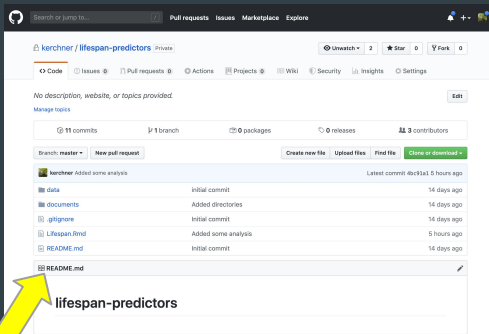 Search or jump to... / Pull requests Issues Marketplace Explore
kerchner / lifespan-predictors Private
Unwatch 2 Star 0 Fork 0
Code Issues 0 Pull requests 0 Actions Projects 0 Wiki Security Insights Settings
No description, website, or topics provided. Edit
Manage topics
11 commits 1 branch 0 packages 0 releases 3 contributors
Branch: master New pull request Create new file Upload files Find file Clone or download
kerchner Added some analysis Latest commit 4bc91a1 5 hours ago
data initial commit 14 days ago
documents Added directories 14 days ago
.gitignore Initial commit 14 days ago
Lifespan.Rmd Added some analysis 5 hours ago
README.md Initial commit 14 days ago
README.md
lifespan-predictors